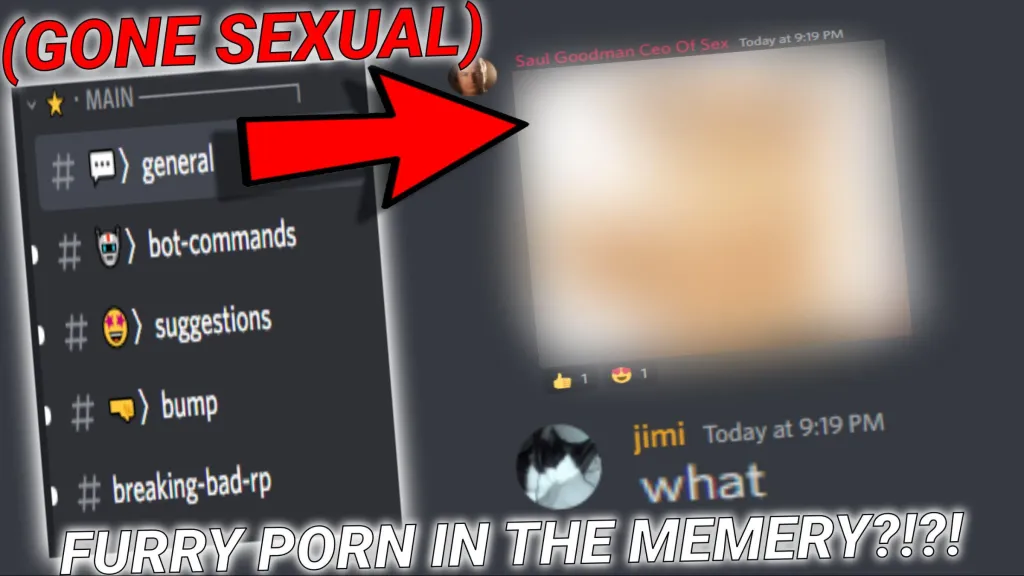 (GONE SEXUAL)
MAIN
general
bot-commands
suggestions
bump
breaking-bad-rp
Saul Goodman Ceo Of Sex Today at 9:19 PM
1 1
jimi Today at 9:19 PM
what
FURRY PORN IN THE MEMERY?!?!